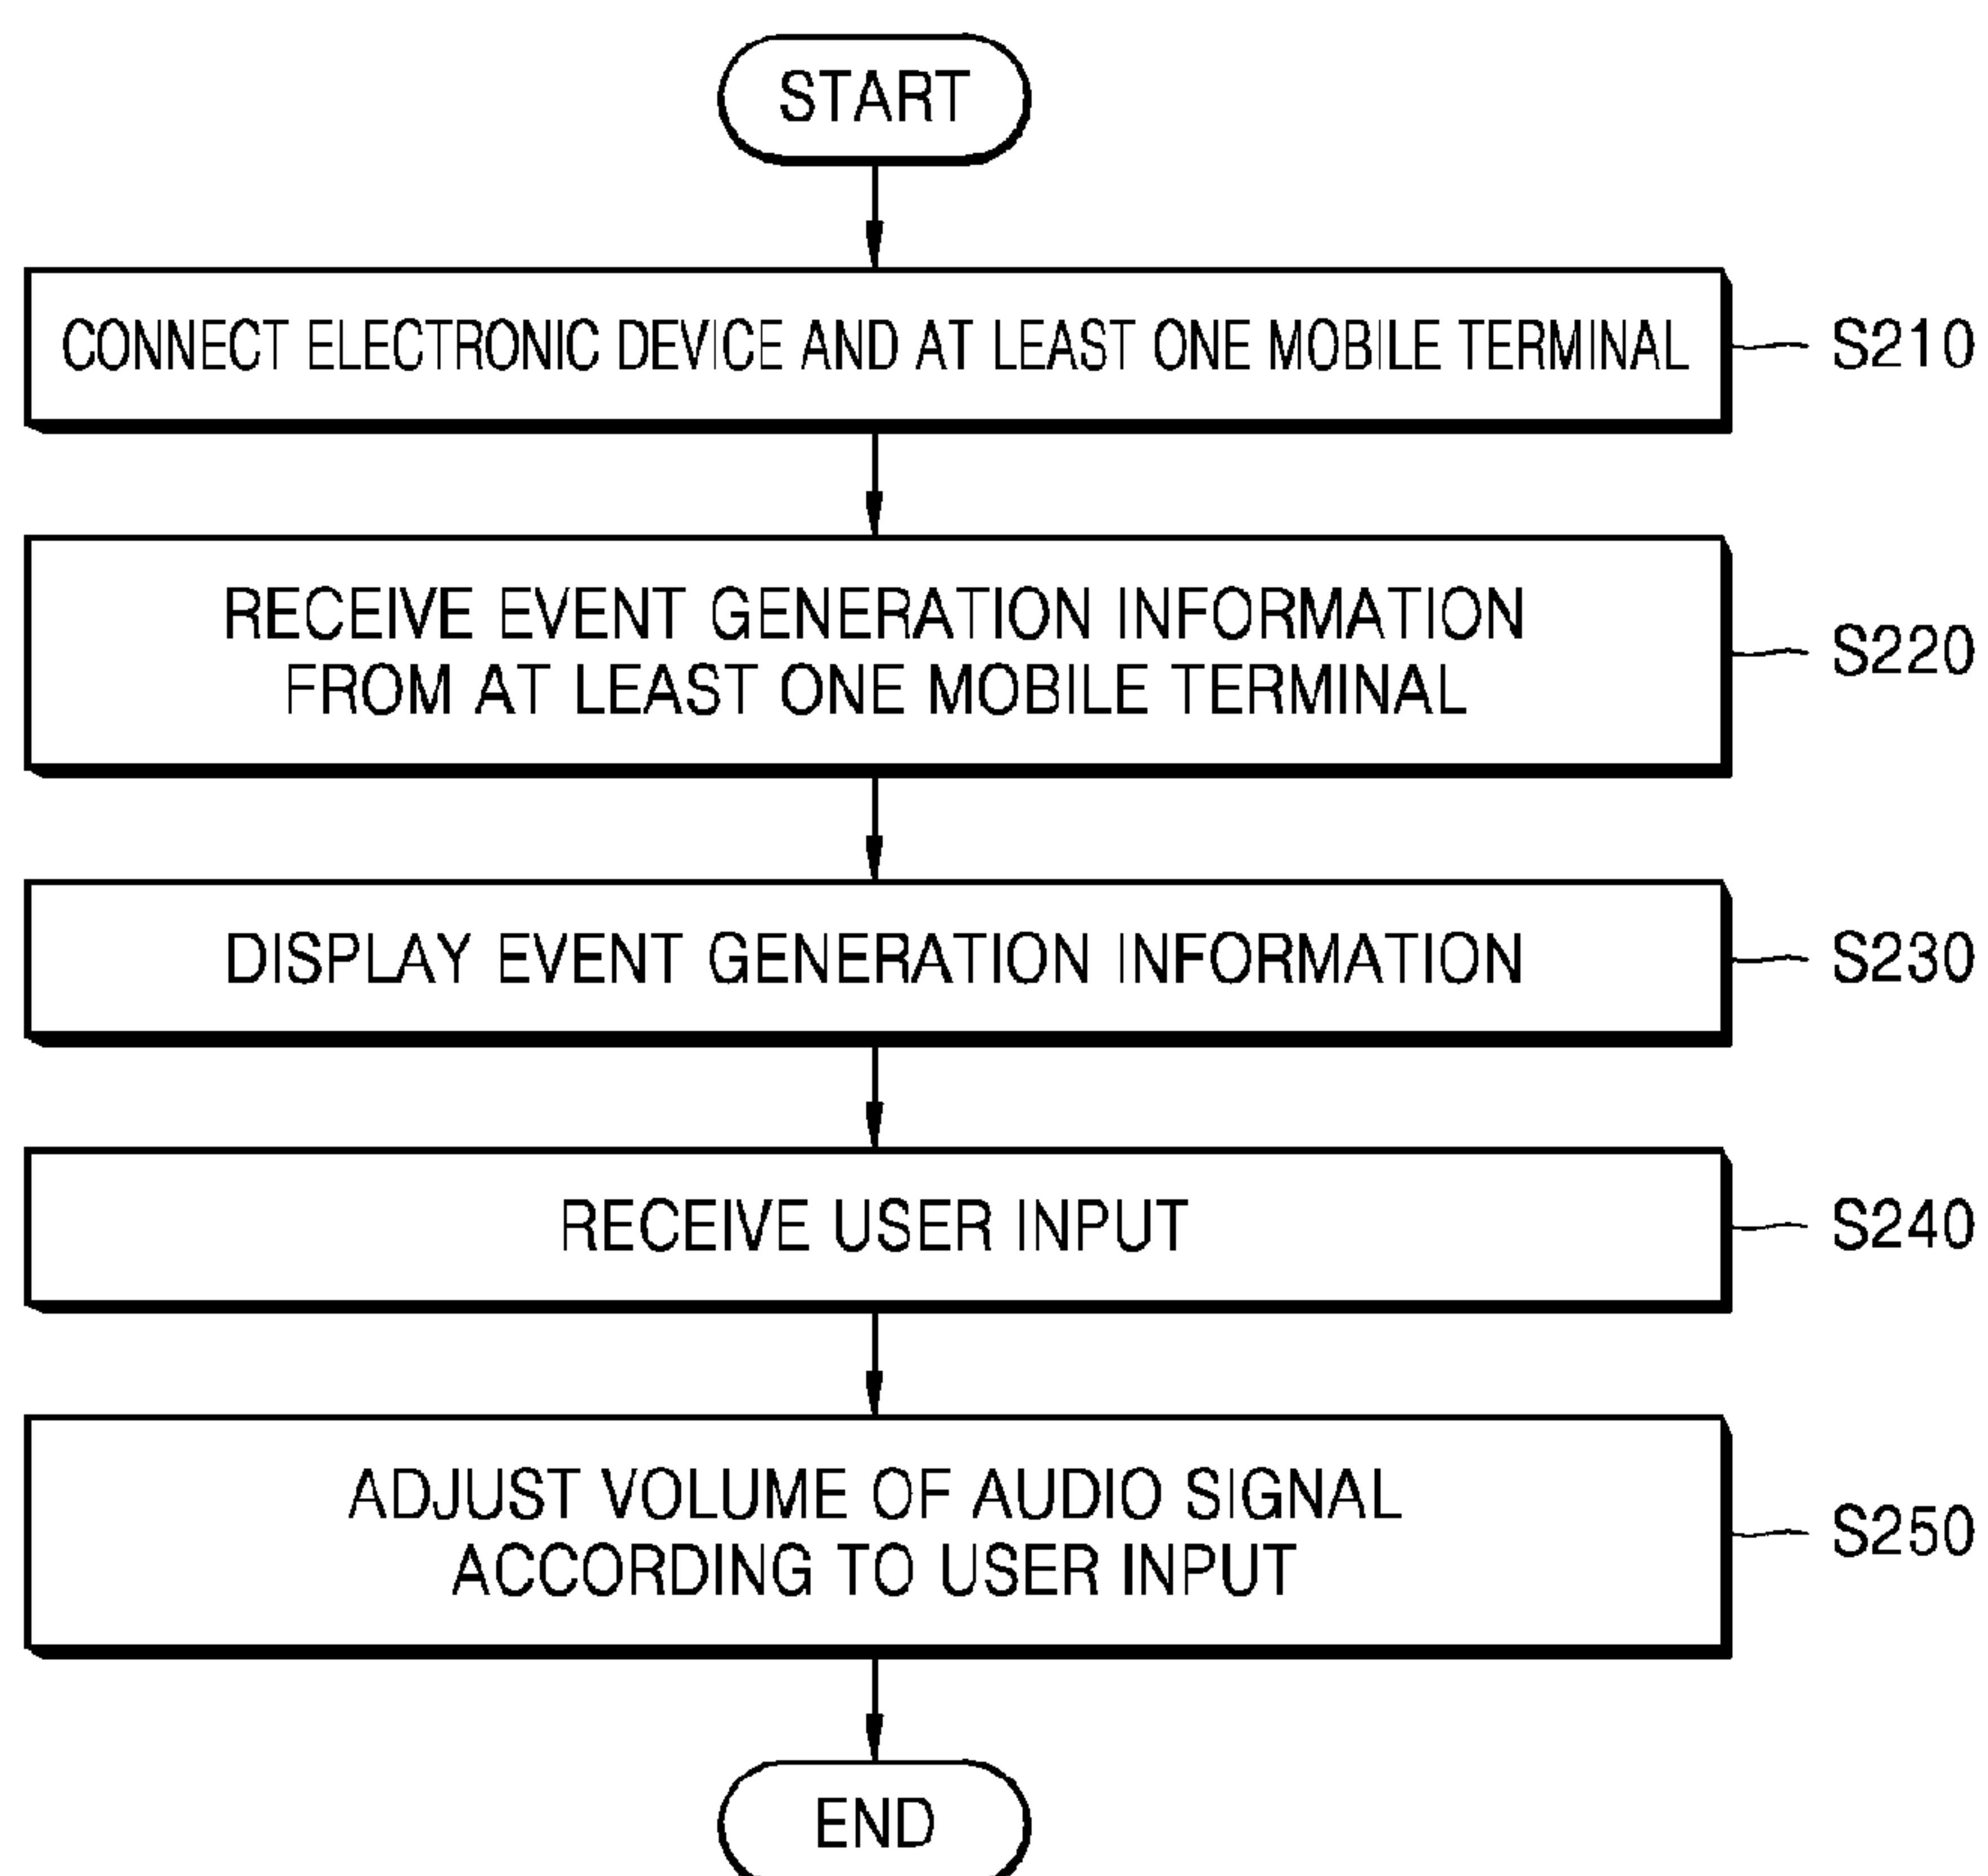 START
CONNECT ELECTRONIC DEVICE AND AT LEAST ONE MOBILE TERMINAL
S210
RECEIVE EVENT GENERATION INFORMATION
FROM AT LEAST ONE MOBILE TERMINAL
S220
DISPLAY EVENT GENERATION INFORMATION
S230
RECEIVE USER INPUT
S240
ADJUST VOLUME OF AUDIO SIGNAL
ACCORDING TO USER INPUT
S250
END